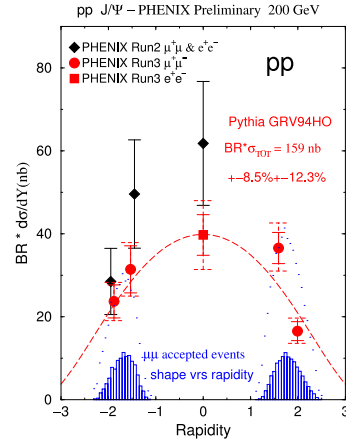 pp J/Ψ – PHENIX Preliminary 200 GeV
PHENIX Run2 μ⁺μ⁻ & e⁺e⁻
PHENIX Run3 μ⁺μ⁻
PHENIX Run3 e⁺e⁻
pp
Pythia GRV94HO
BR*σTOT = 159 nb
+-8.5%+-12.3%
μμ accepted events
shape vrs rapidity
BR * dσ/dY(nb)
80
60
40
20
0
−3 −2 −1 0 1 2 3
Rapidity